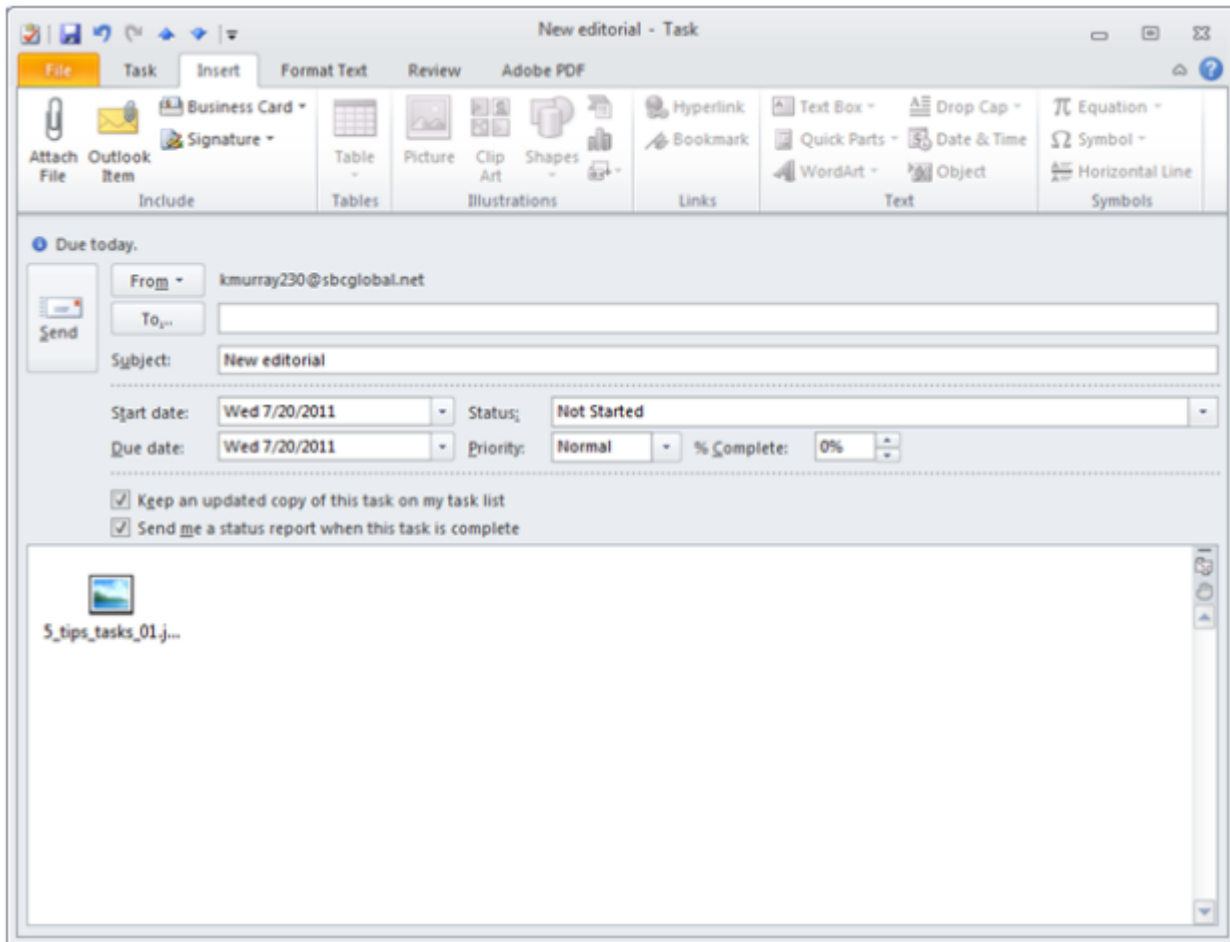 New editorial - Task
File Task Insert Format Text Review Adobe PDF
Business Card Hyperlink Text Box Drop Cap π Equation
Signature Bookmark Quick Parts Date & Time Ω Symbol
Attach File Outlook Item Table Picture Clip Art Shapes WordArt Object Horizontal Line
Include Tables Illustrations Links Text Symbols
Due today.
From kmurray230@sbcglobal.net
Send To...
Subject: New editorial
Start date: Wed 7/20/2011 Status: Not Started
Due date: Wed 7/20/2011 Priority: Normal % Complete: 0%
Keep an updated copy of this task on my task list
Send me a status report when this task is complete
5_tips_tasks_01.j...